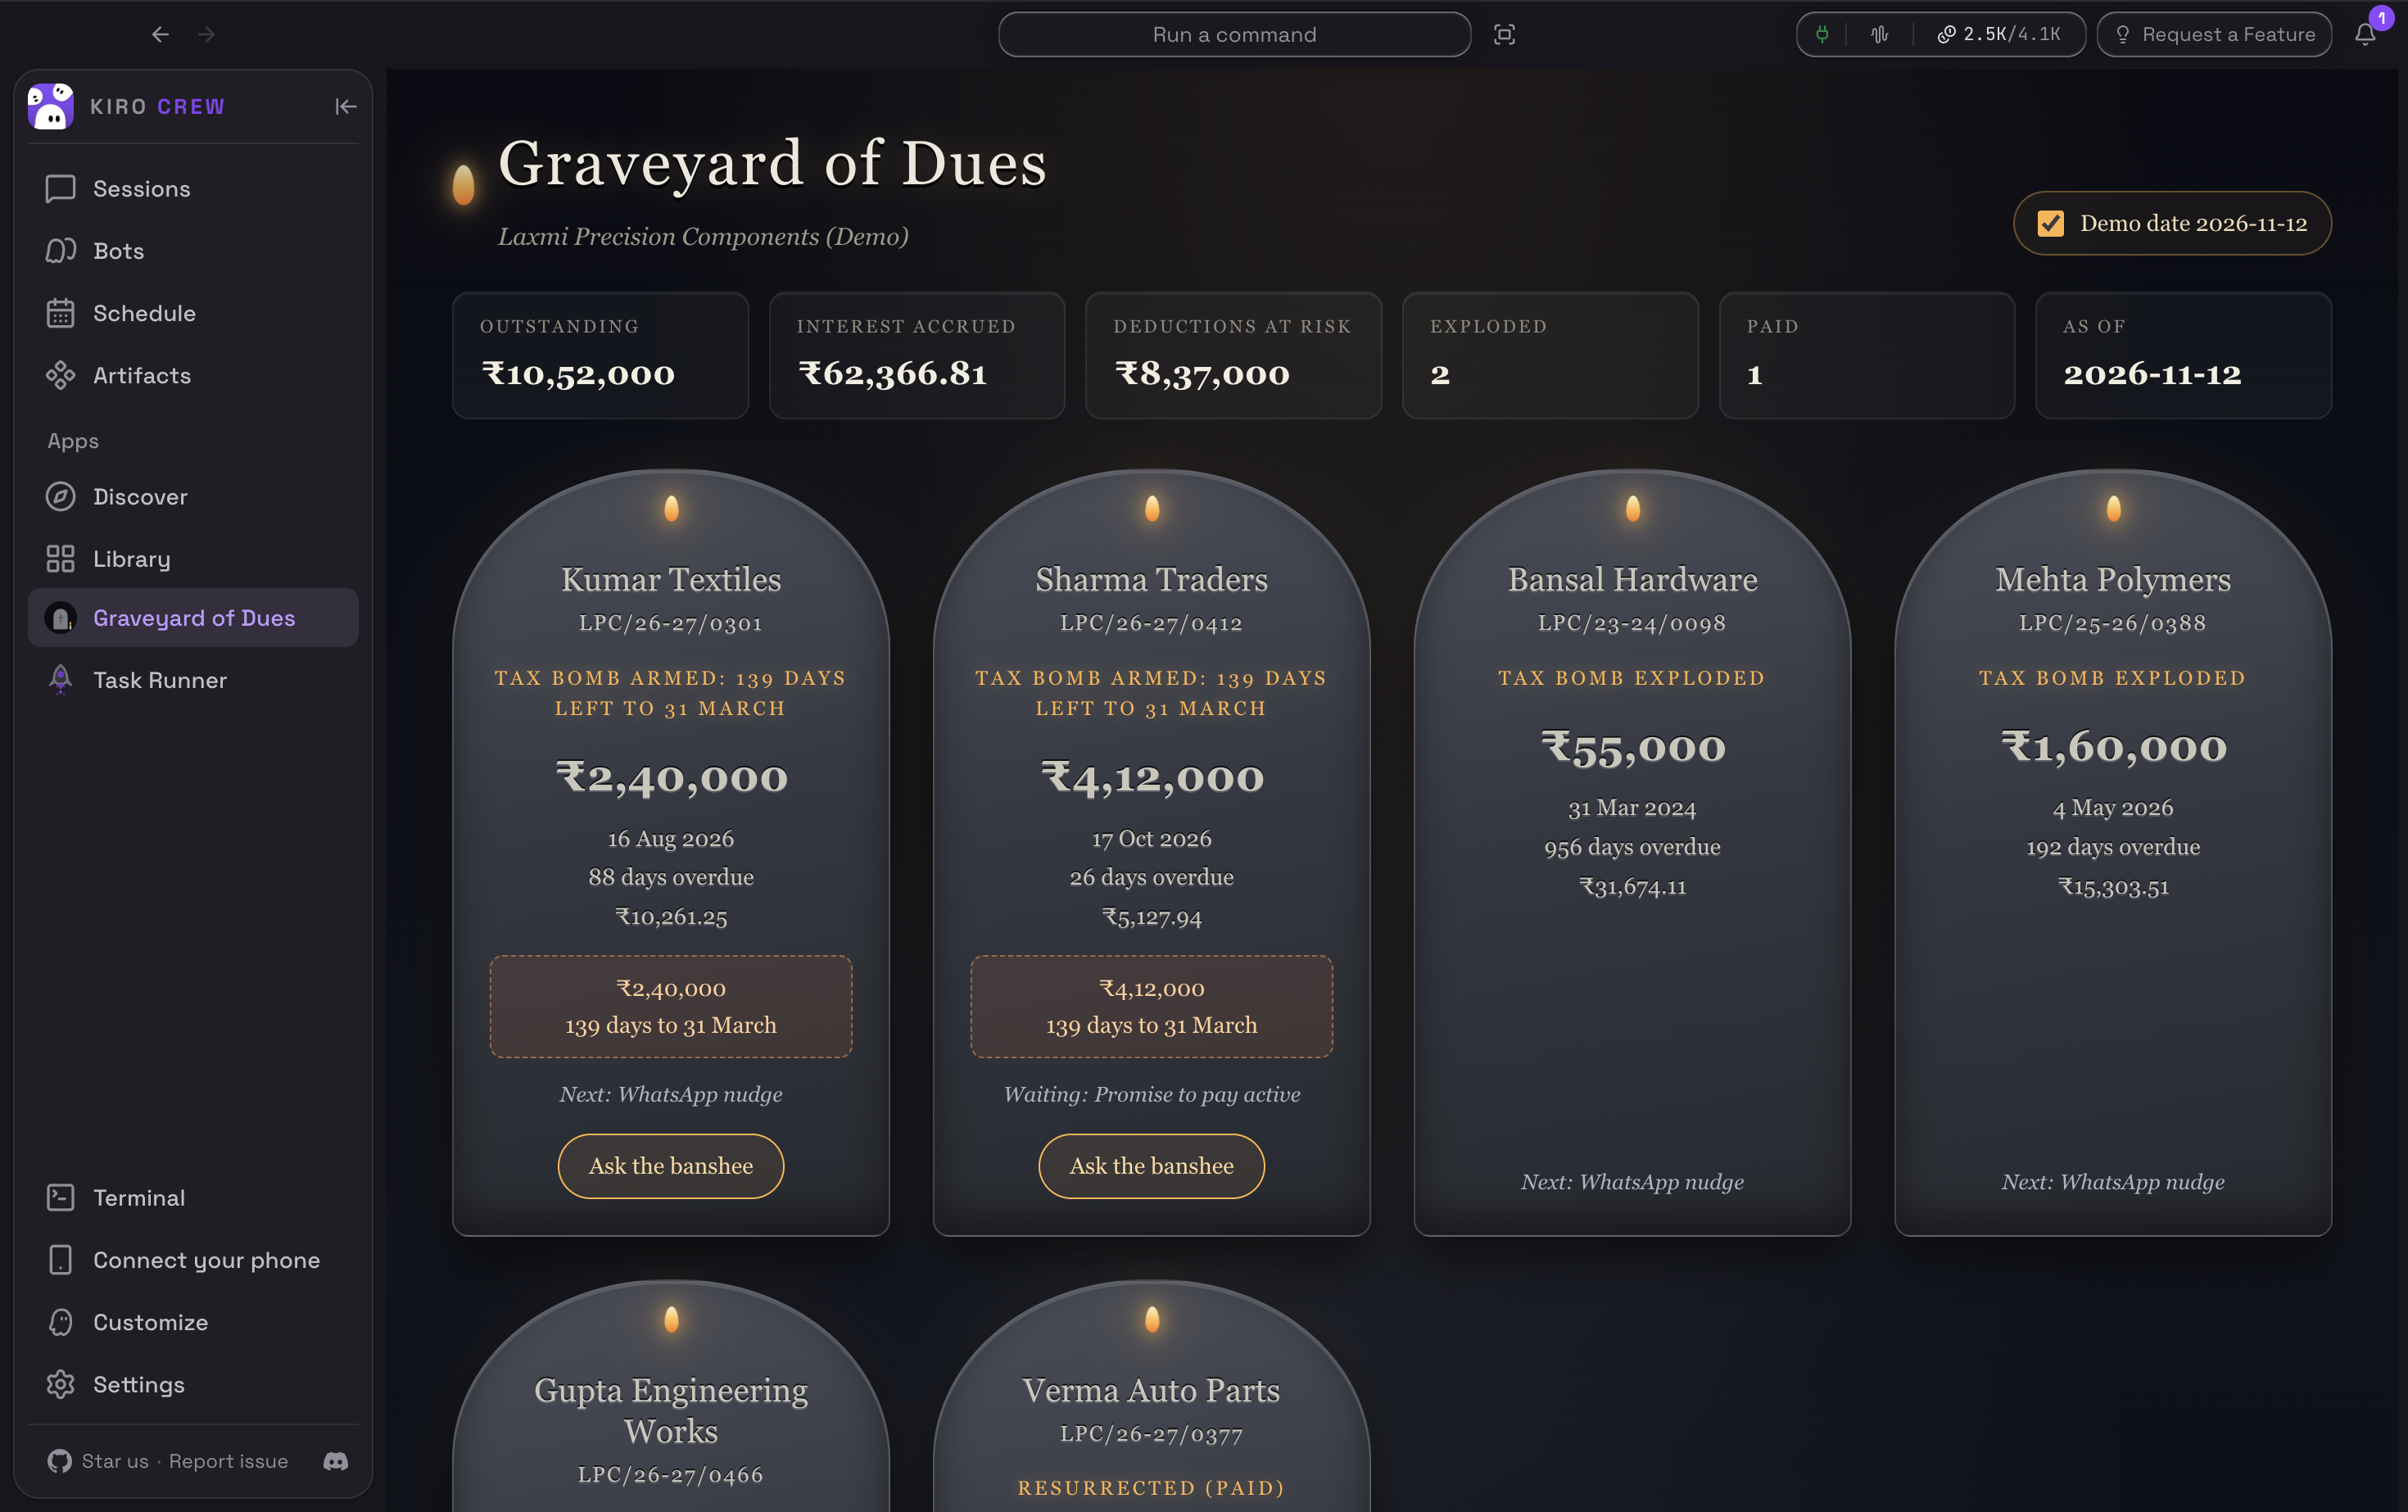 Run a command
2.5K/4.1K
Request a Feature
1
KIRO CREW
Sessions
Bots
Schedule
Artifacts
Apps
Discover
Library
Graveyard of Dues
Task Runner
Terminal
Connect your phone
Customize
Settings
Star us · Report issue
Graveyard of Dues
Laxmi Precision Components (Demo)
Demo date 2026-11-12
OUTSTANDING
₹10,52,000
INTEREST ACCRUED
₹62,366.81
DEDUCTIONS AT RISK
₹8,37,000
EXPLODED
2
PAID
1
AS OF
2026-11-12
Kumar Textiles
LPC/26-27/0301
TAX BOMB ARMED: 139 DAYS
LEFT TO 31 MARCH
₹2,40,000
16 Aug 2026
88 days overdue
₹10,261.25
₹2,40,000
139 days to 31 March
Next: WhatsApp nudge
Ask the banshee
Sharma Traders
LPC/26-27/0412
TAX BOMB ARMED: 139 DAYS
LEFT TO 31 MARCH
₹4,12,000
17 Oct 2026
26 days overdue
₹5,127.94
₹4,12,000
139 days to 31 March
Waiting: Promise to pay active
Ask the banshee
Bansal Hardware
LPC/23-24/0098
TAX BOMB EXPLODED
₹55,000
31 Mar 2024
956 days overdue
₹31,674.11
Next: WhatsApp nudge
Mehta Polymers
LPC/25-26/0388
TAX BOMB EXPLODED
₹1,60,000
4 May 2026
192 days overdue
₹15,303.51
Next: WhatsApp nudge
Gupta Engineering
Works
LPC/26-27/0466
Verma Auto Parts
LPC/26-27/0377
RESURRECTED (PAID)